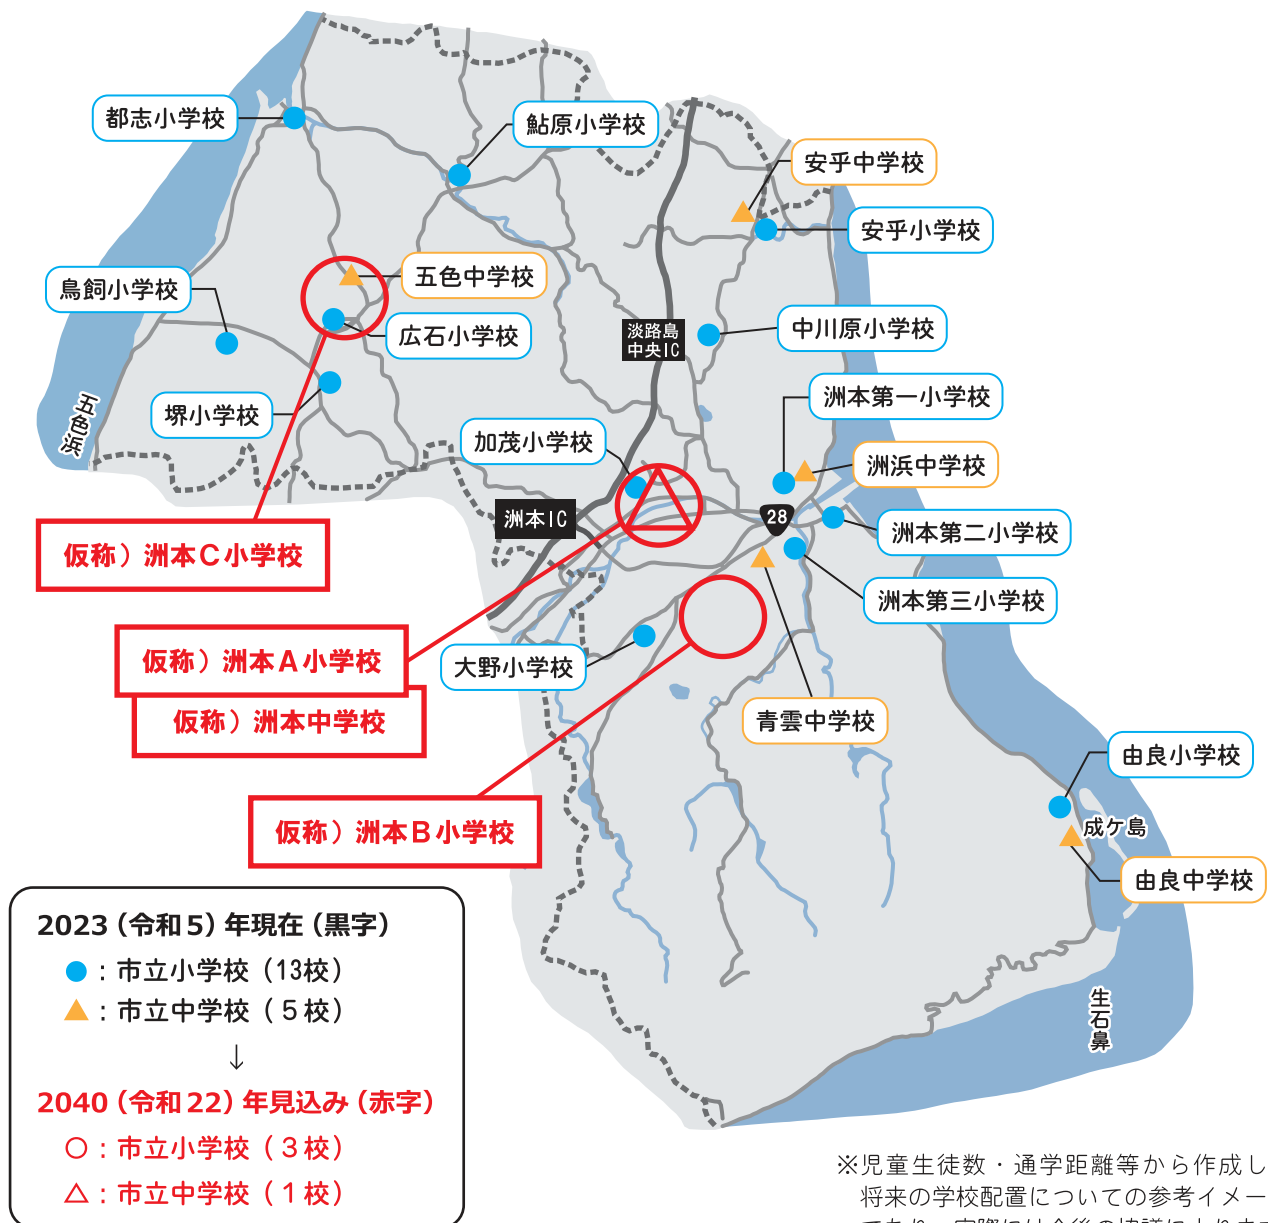 都志小学校
鮎原小学校
安乎中学校
安乎小学校
鳥飼小学校
五色中学校
広石小学校
淡路島
中央IC
中川原小学校
堺小学校
五色浜
洲本第一小学校
加茂小学校
洲浜中学校
洲本IC
28
洲本第二小学校
仮称）洲本C小学校
洲本第三小学校
仮称）洲本A小学校
大野小学校
仮称）洲本中学校
青雲中学校
由良小学校
成ケ島
仮称）洲本B小学校
由良中学校
2023（令和5）年現在（黒字）
●：市立小学校（13校）
▲：市立中学校（5校）
↓
2040（令和22）年見込み（赤字）
○：市立小学校（3校）
△：市立中学校（1校）
生石鼻
※児童生徒数・通学距離等から作成し
将来の学校配置についての参考イメー